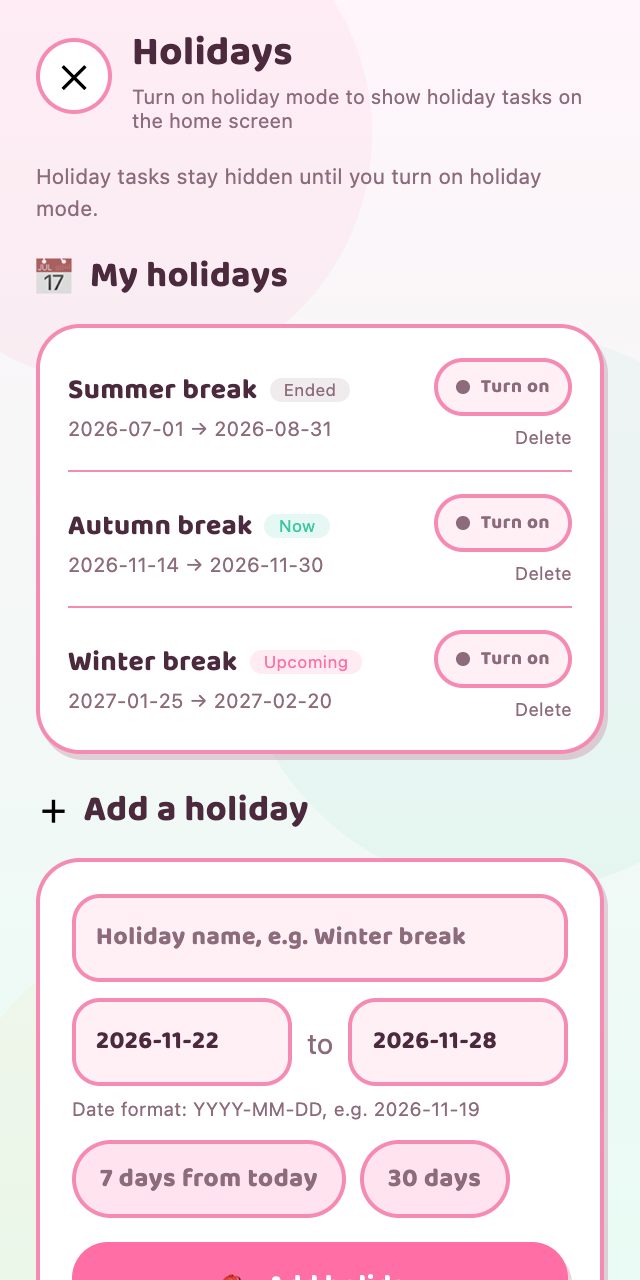 Holidays
Turn on holiday mode to show holiday tasks on
the home screen
Holiday tasks stay hidden until you turn on holiday
mode.
JUL
17
My holidays
Summer break
Ended
Turn on
2026-07-01 → 2026-08-31
Delete
Autumn break
Now
Turn on
2026-11-14 → 2026-11-30
Delete
Winter break
Upcoming
Turn on
2027-01-25 → 2027-02-20
Delete
+ Add a holiday
Holiday name, e.g. Winter break
2026-11-22 to 2026-11-28
Date format: YYYY-MM-DD, e.g. 2026-11-19
7 days from today
30 days